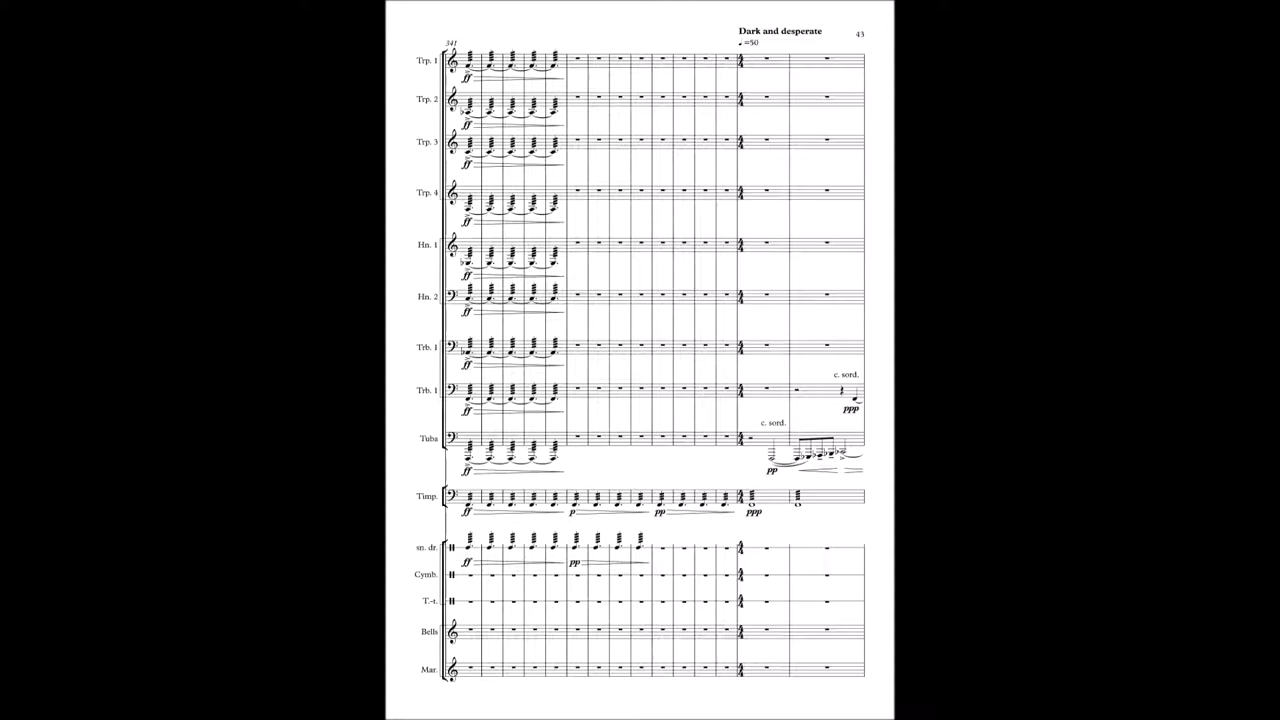 Dark and desperate
43
=50
341
Trp. 1
ff
Trp. 2
ff
Trp. 3
ff
Trp. 4
ff
Hn. 1
ff
Hn. 2
ff
Trb. 1
ff
c. sord.
Trb. 1
ff ppp
c. sord.
Tuba
ff pp
Timp.
ff p pp ppp
sn. dr.
ff pp
Cymb.
T.-t.
Bells
Mar.